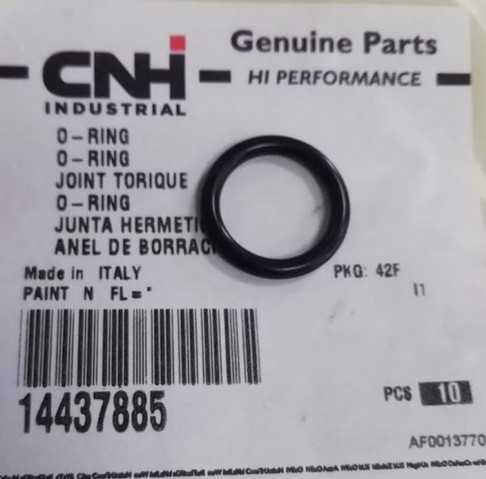 CNH
INDUSTRIAL
Genuine Parts
HI PERFORMANCE
O-RING
O-RING
JOINT TORIQUE
O-RING
JUNTA HERMETI
ANEL DE BORRAC
Made in ITALY
PKG: 42F
PAINT N FL="
I1
14437885
PCS 10
AF0013770